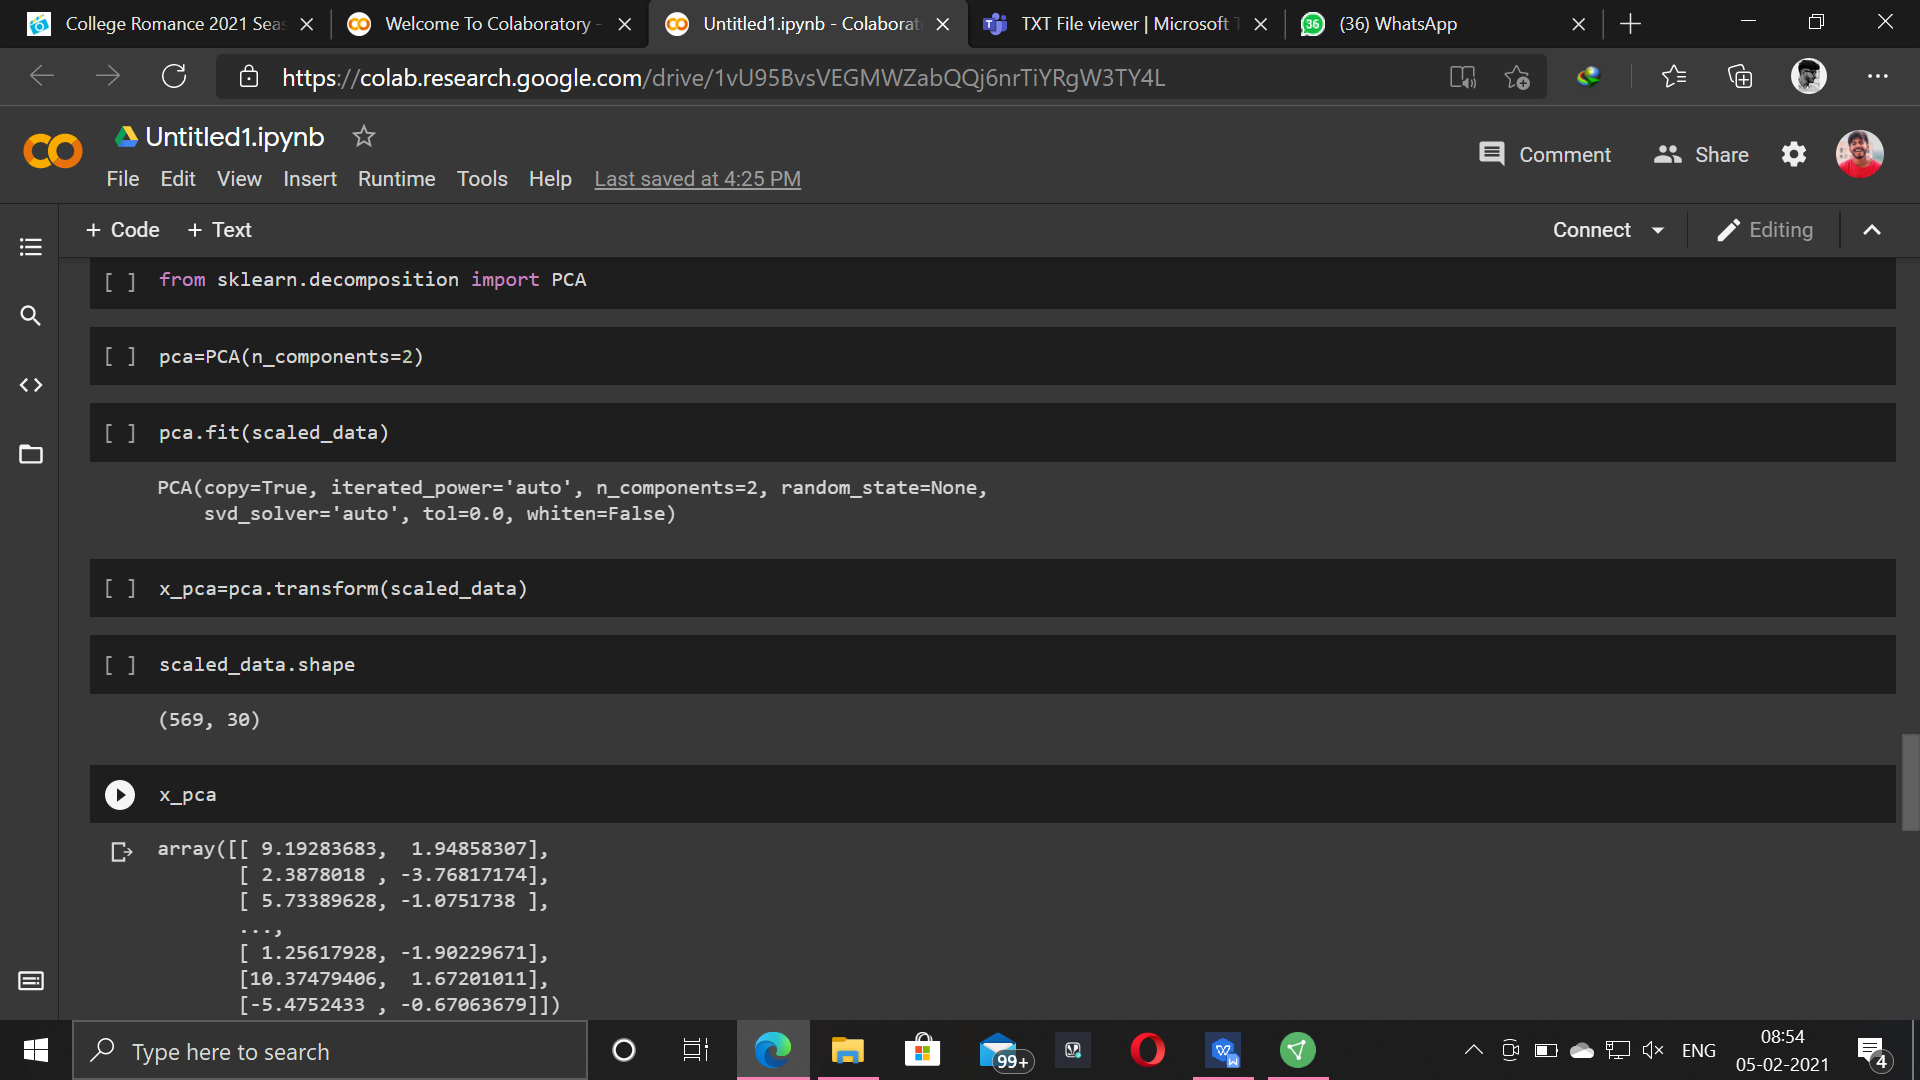 College Romance 2021 Seas
Welcome To Colaboratory -
Untitled1.ipynb - Colaborat
TXT File viewer | Microsoft T
36
(36) WhatsApp
https://colab.research.google.com/drive/1vU95BvsVEGMWZabQQj6nrTiYRgW3TY4L
Untitled1.ipynb
Comment
Share
File Edit View Insert Runtime Tools Help Last saved at 4:25 PM
+ Code + Text
Connect
Editing
[ ] from sklearn.decomposition import PCA
[ ] pca=PCA(n_components=2)
[ ] pca.fit(scaled_data)
PCA(copy=True, iterated_power='auto', n_components=2, random_state=None,
svd_solver='auto', tol=0.0, whiten=False)
[ ] x_pca=pca.transform(scaled_data)
[ ] scaled_data.shape
(569, 30)
x_pca
array([[ 9.19283683,  1.94858307],
[ 2.3878018 , -3.76817174],
[ 5.73389628, -1.0751738 ],
...,
[ 1.25617928, -1.90229671],
[10.37479406,  1.67201011],
[-5.4752433 , -0.67063679]])
Type here to search
99+
ENG
08:54
05-02-2021
4